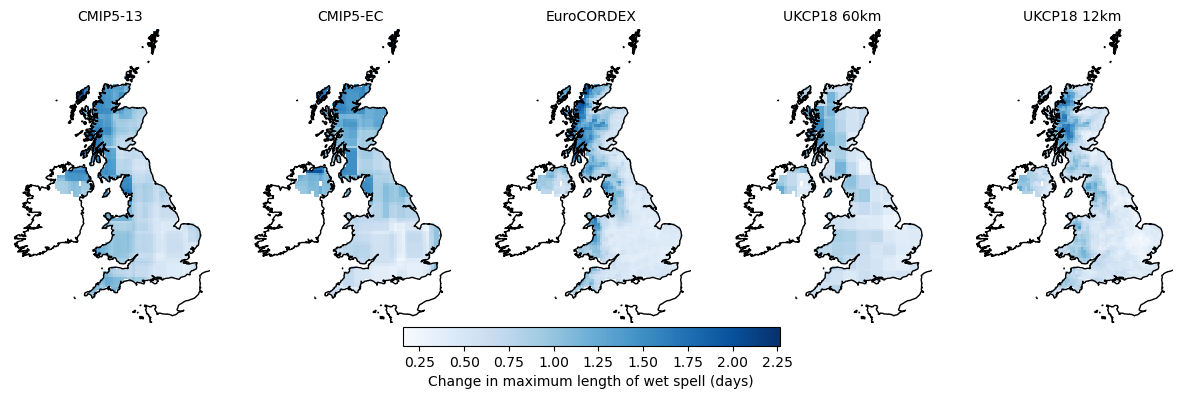 CMIP5-13 CMIP5-EC EuroCORDEX UKCP18 60km UKCP18 12km
0.25 0.50 0.75 1.00 1.25 1.50 1.75 2.00 2.25
Change in maximum length of wet spell (days)